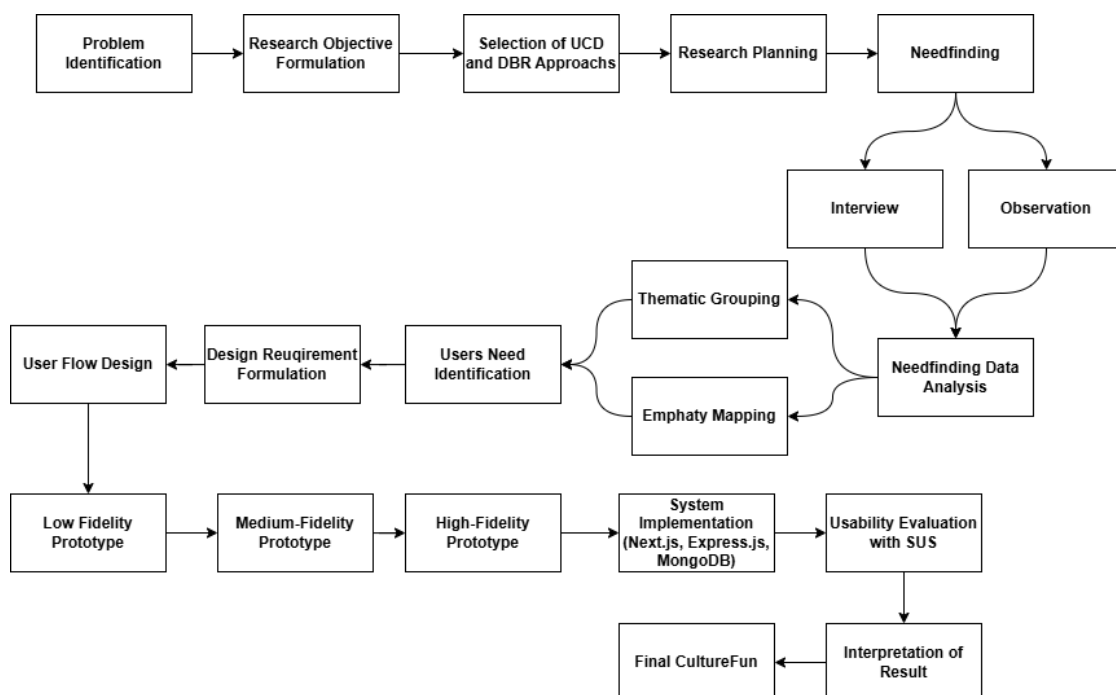 Problem
Identification
Research Objective
Formulation
Selection of UCD
and DBR Approachs
Research Planning
Needfinding
Interview
Observation
Needfinding Data
Analysis
Thematic Grouping
Emphaty Mapping
Users Need
Identification
Design Reuqirement
Formulation
User Flow Design
Low Fidelity
Prototype
Medium-Fidelity
Prototype
High-Fidelity
Prototype
System
Implementation
(Next.js, Express.js,
MongoDB)
Usability Evaluation
with SUS
Interpretation of
Result
Final CultureFun